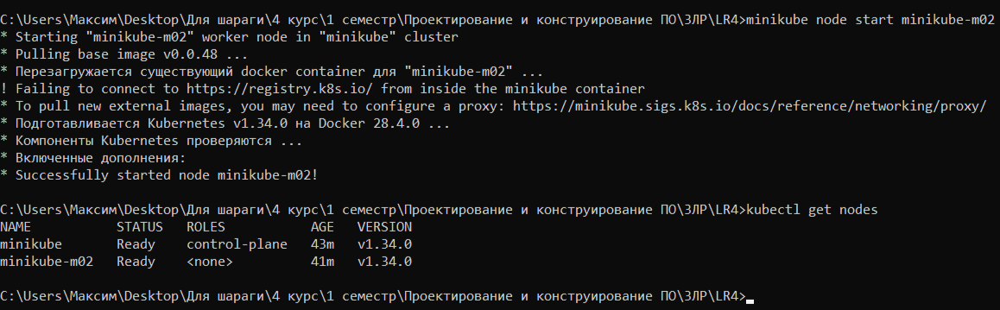 C:\Users\Максим\Desktop\Для шараги\4 курс\1 семестр\Проектирование и конструирование ПО\ЗЛР\LR4>minikube node start minikube-m02
* Starting "minikube-m02" worker node in "minikube" cluster
* Pulling base image v0.0.48 ...
* Перезагружается существующий docker container для "minikube-m02" ...
! Failing to connect to https://registry.k8s.io/ from inside the minikube container
* To pull new external images, you may need to configure a proxy: https://minikube.sigs.k8s.io/docs/reference/networking/proxy/
* Подготавливается Kubernetes v1.34.0 на Docker 28.4.0 ...
* Компоненты Kubernetes проверяются ...
* Включенные дополнения:
* Successfully started node minikube-m02!
C:\Users\Максим\Desktop\Для шараги\4 курс\1 семестр\Проектирование и конструирование ПО\ЗЛР\LR4>kubectl get nodes
NAME STATUS ROLES AGE VERSION
minikube Ready control-plane 43m v1.34.0
minikube-m02 Ready <none> 41m v1.34.0
C:\Users\Максим\Desktop\Для шараги\4 курс\1 семестр\Проектирование и конструирование ПО\ЗЛР\LR4>